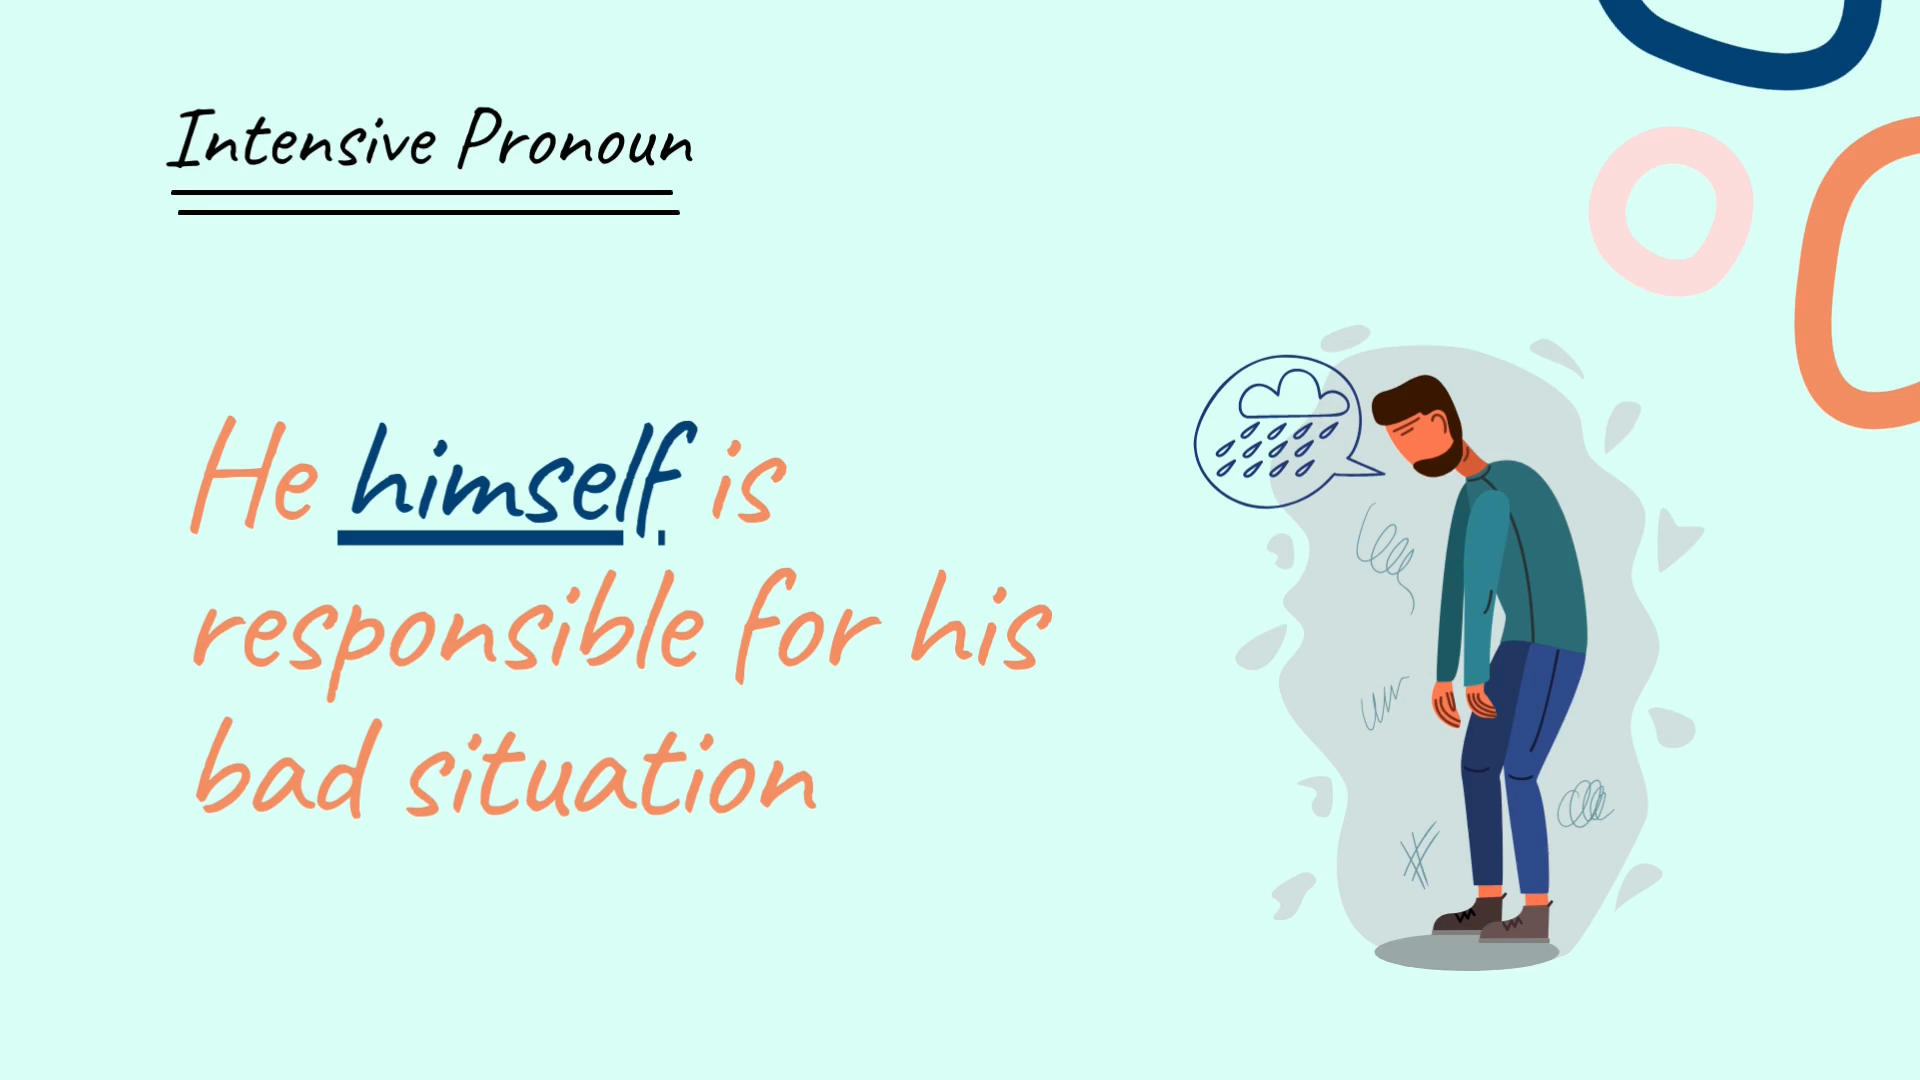 Intensive Pronoun
He himself is
responsible for his
bad situation